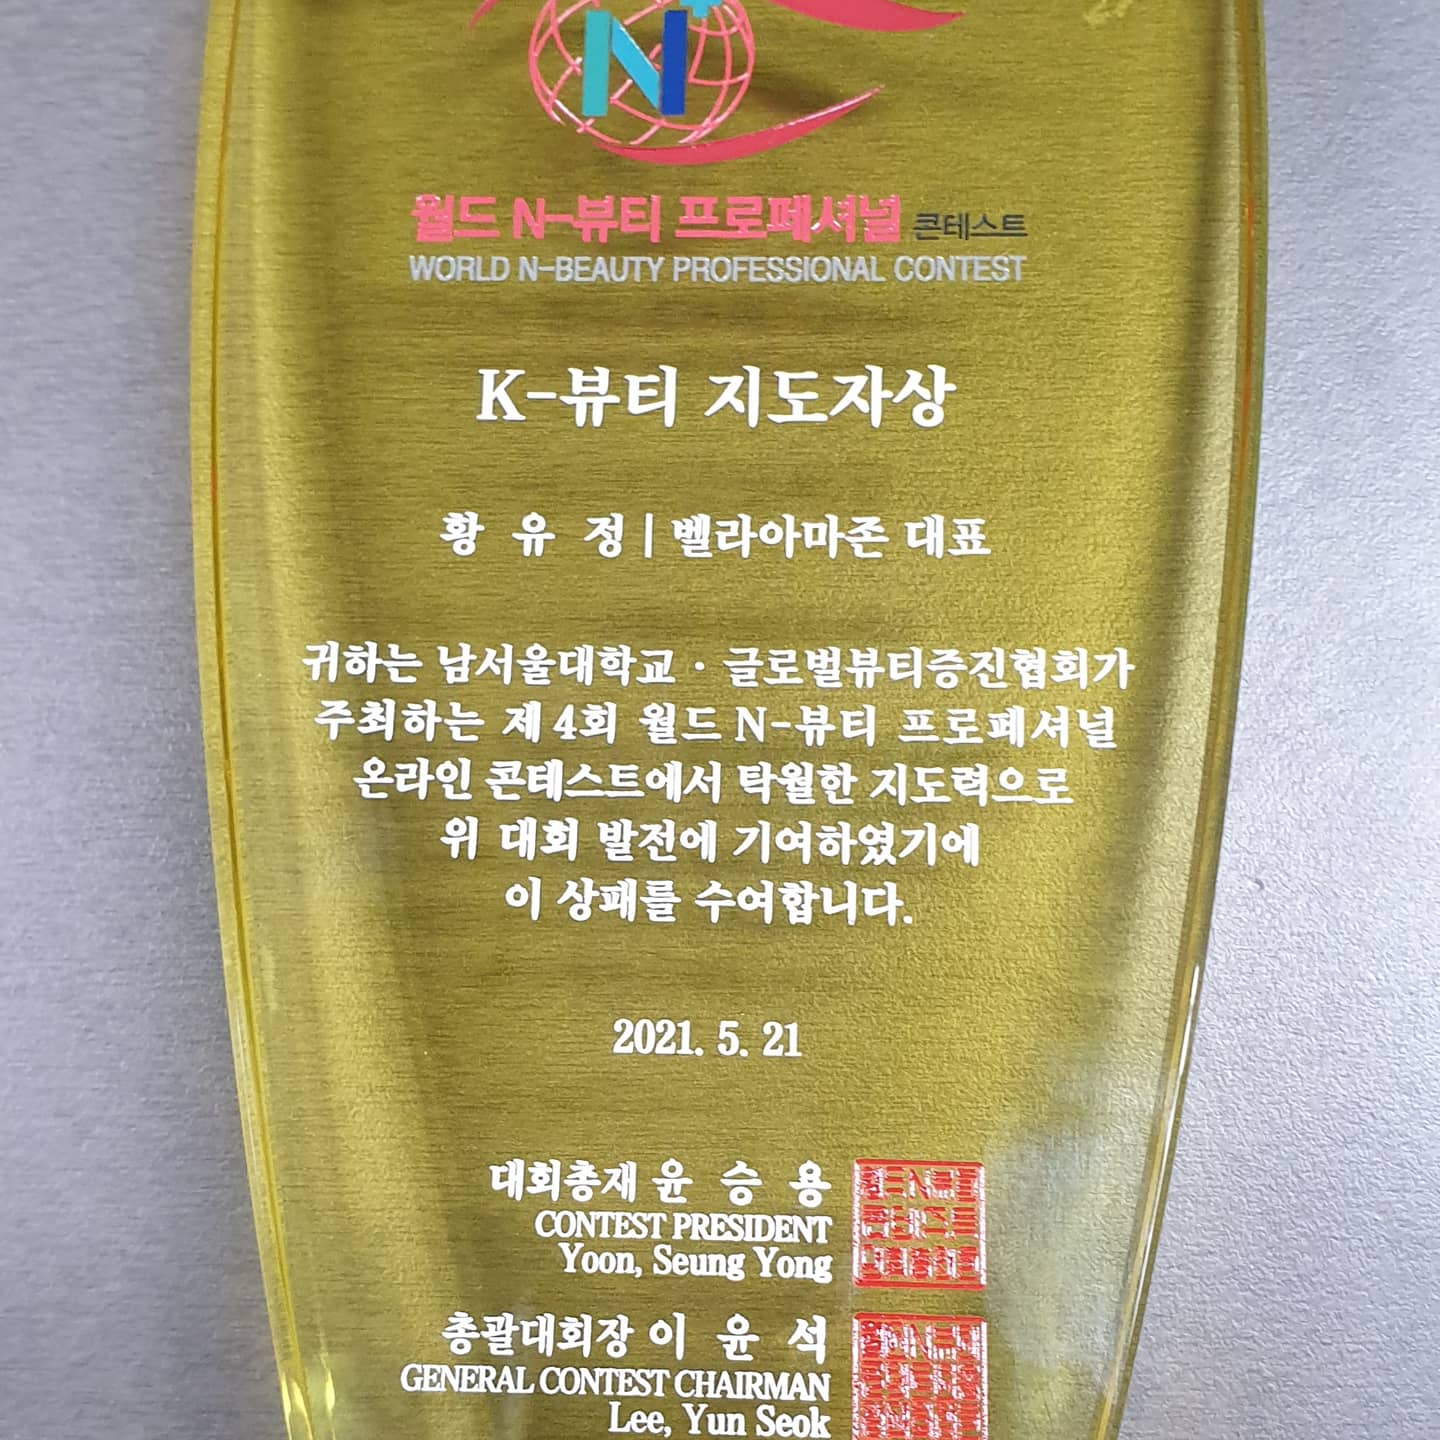 N
월드 N-뷰티 프로페셔널 콘테스트
WORLD N-BEAUTY PROFESSIONAL CONTEST
K-뷰티 지도자상
황 유 정 | 벨라아마존 대표
귀하는 남서울대학교 · 글로벌뷰티증진협회가
주최하는 제4회 월드 N-뷰티 프로페셔널
온라인 콘테스트에서 탁월한 지도력으로
위 대회 발전에 기여하였기에
이 상패를 수여합니다.
2021. 5. 21
대회총재 윤 승 용
CONTEST PRESIDENT
Yoon, Seung Yong
총괄대회장 이 윤 석
GENERAL CONTEST CHAIRMAN
Lee, Yun Seok